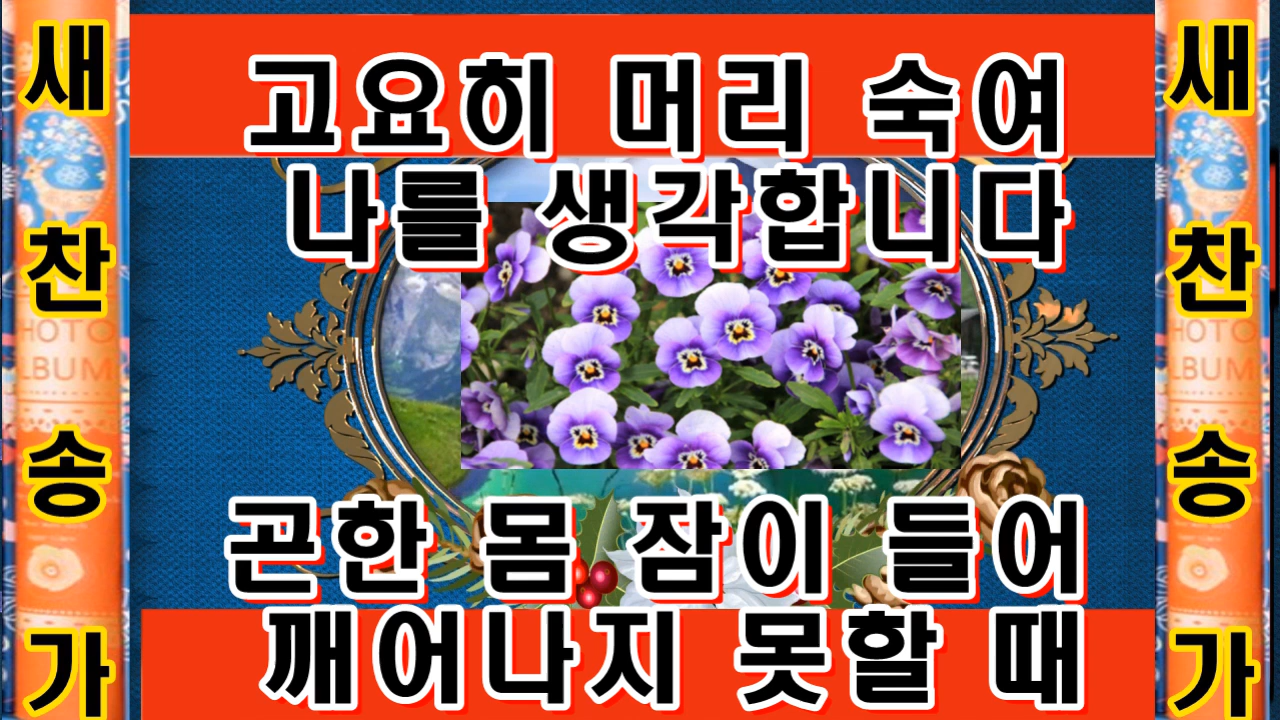 새찬송가
고요히 머리 숙여
나를 생각합니다
곤한 몸 잠이 들어
깨어나지 못할 때
새찬송가